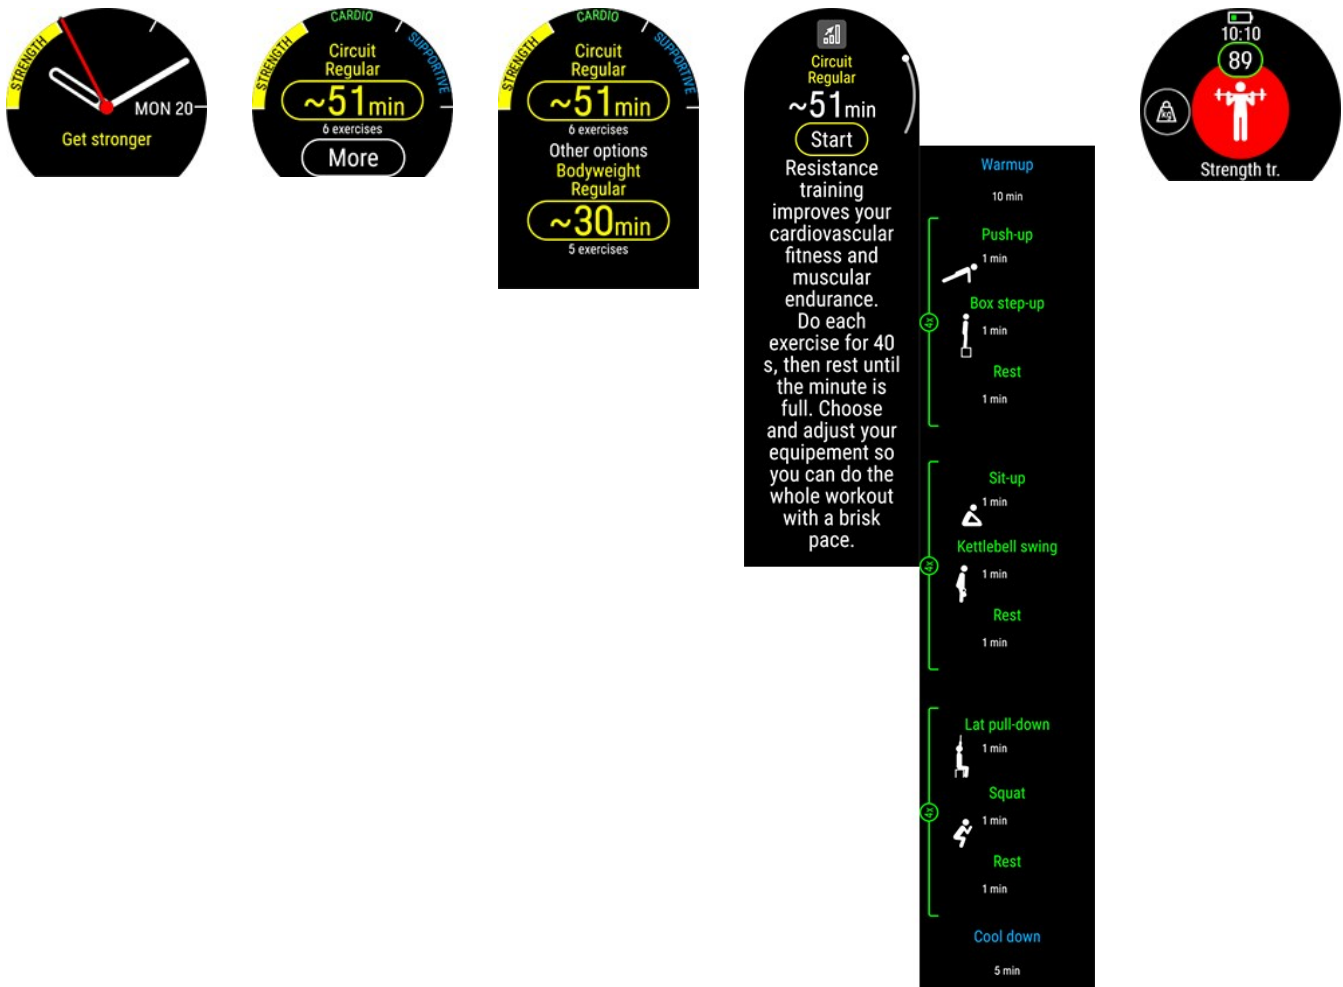 STRENGTH
MON 20
Get stronger
STRENGTH
CARDIO
SUPPORTIVE
Circuit
Regular
~51min
6 exercises
More
STRENGTH
CARDIO
SUPPORTIVE
Circuit
Regular
~51min
6 exercises
Other options
Bodyweight
Regular
~30min
5 exercises
Circuit
Regular
~51min
Start
Resistance
training
improves your
cardiovascular
fitness and
muscular
endurance.
Do each
exercise for 40
s, then rest until
the minute is
full. Choose
and adjust your
equipement so
you can do the
whole workout
with a brisk
pace.
Warmup
10 min
Push-up
1 min
Box step-up
1 min
4x
Rest
1 min
Sit-up
1 min
Kettlebell swing
4x
1 min
Rest
1 min
Lat pull-down
1 min
Squat
4x
1 min
Rest
1 min
Cool down
5 min
10:10
89
kg
Strength tr.